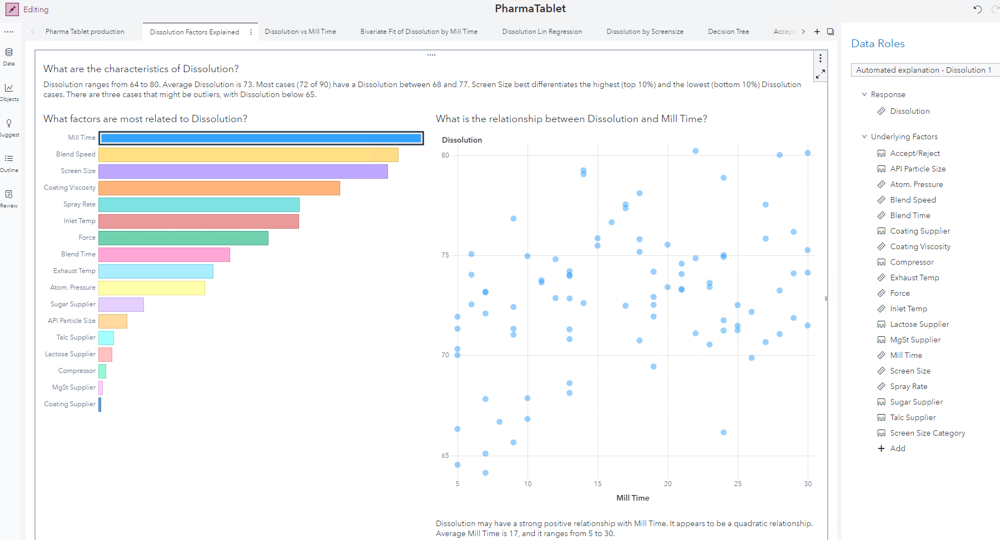 Editing
PharmaTablet
Pharma Tablet production
Dissolution Factors Explained
Dissolution vs Mill Time
Bivariate Fit of Dissolution by Mill Time
Dissolution Lin Regression
Dissolution by Screensize
Decision Tree
Accept
Data
Objects
Suggest
Outline
Review
What are the characteristics of Dissolution?
Dissolution ranges from 64 to 80. Average Dissolution is 73. Most cases (72 of 90) have a Dissolution between 68 and 77. Screen Size best differentiates the highest (top 10%) and the lowest (bottom 10%) Dissolution
cases. There are three cases that might be outliers, with Dissolution below 65.
What factors are most related to Dissolution?
Mill Time
Blend Speed
Screen Size
Coating Viscosity
Spray Rate
Inlet Temp
Force
Blend Time
Exhaust Temp
Atom. Pressure
Sugar Supplier
API Particle Size
Talc Supplier
Lactose Supplier
Compressor
MgSt Supplier
Coating Supplier
What is the relationship between Dissolution and Mill Time?
Dissolution
80
75
70
65
5
10
15
20
25
30
Mill Time
Dissolution may have a strong positive relationship with Mill Time. It appears to be a quadratic relationship.
Average Mill Time is 17, and it ranges from 5 to 30.
Data Roles
Automated explanation - Dissolution 1
Response
Dissolution
Underlying Factors
Accept/Reject
API Particle Size
Atom. Pressure
Blend Speed
Blend Time
Coating Supplier
Coating Viscosity
Compressor
Exhaust Temp
Force
Inlet Temp
Lactose Supplier
MgSt Supplier
Mill Time
Screen Size
Spray Rate
Sugar Supplier
Talc Supplier
Screen Size Category
Add